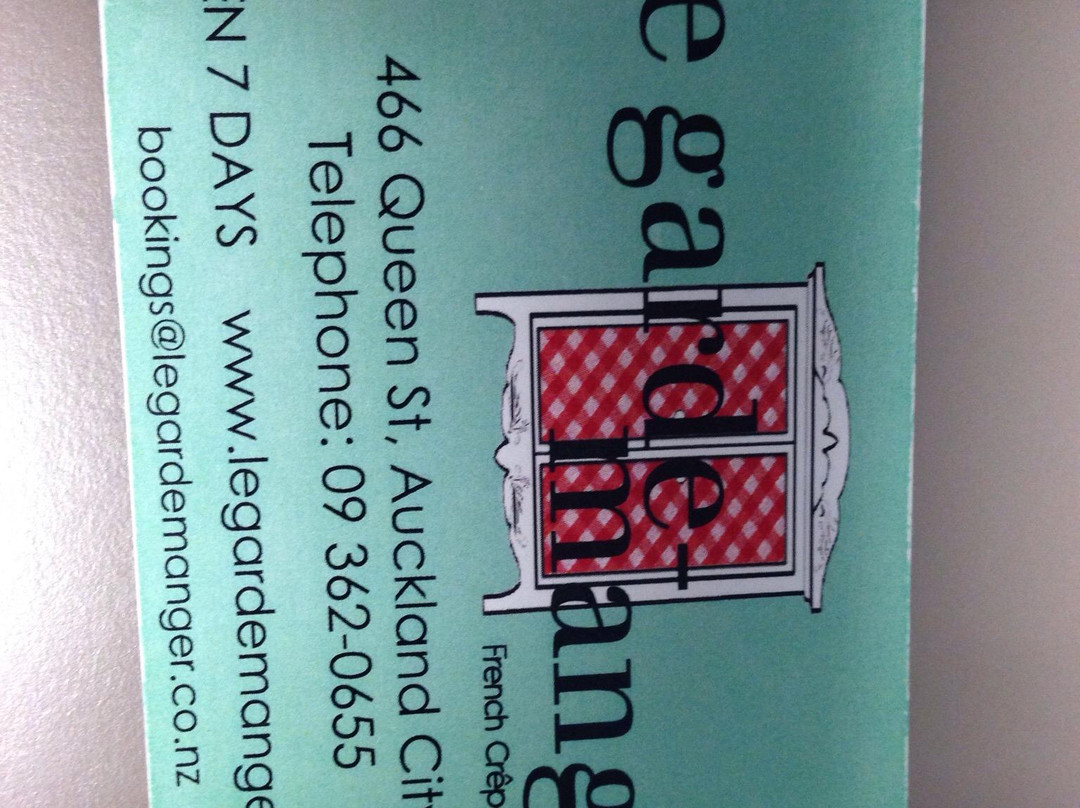 e garde-
mang
French Crêp
466 Queen St, Auckland City
Telephone: 09 362-0655
EN 7 DAYS www.legardemange
bookings@legardemanger.co.nz